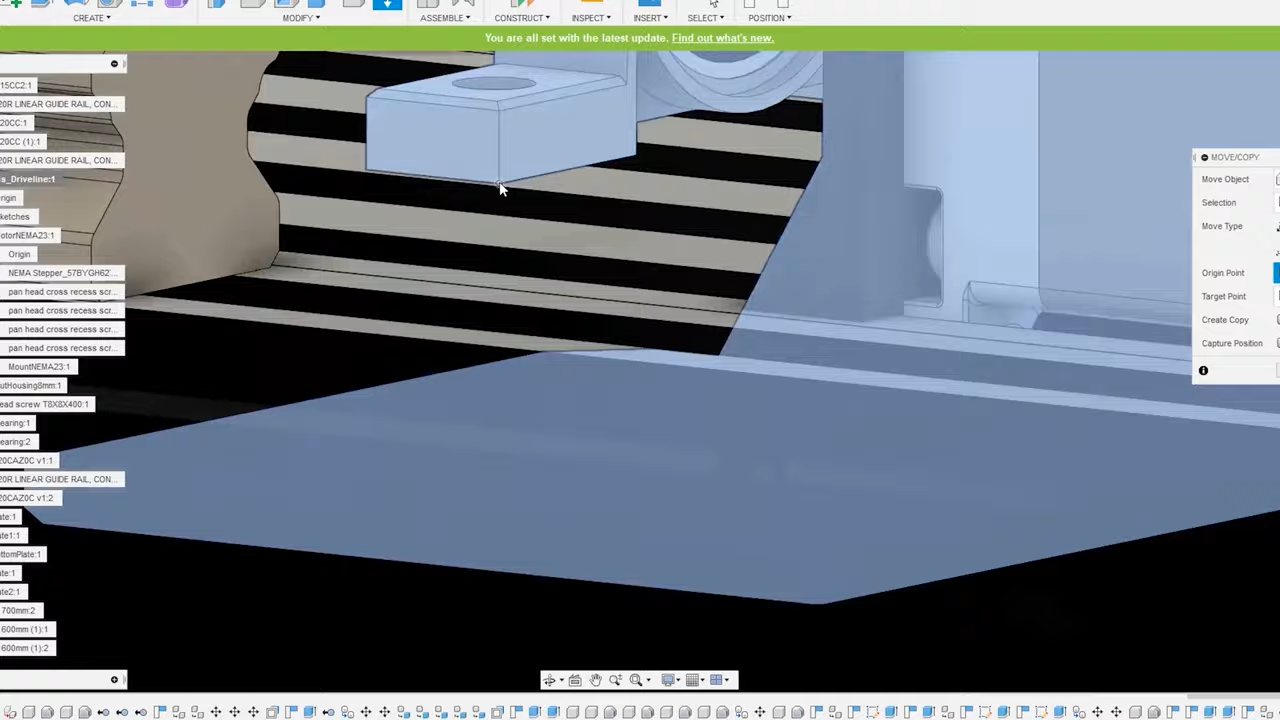 CREATE ▾
MODIFY ▾
ASSEMBLE ▾
CONSTRUCT ▾
INSPECT ▾
INSERT ▾
SELECT ▾
POSITION ▾
You are all set with the latest update. Find out what's new.
15CC2:1
20R LINEAR GUIDE RAIL, CON...
20CC:1
20CC (1):1
20R LINEAR GUIDE RAIL, CON...
s_Driveline:1
rigin
ketches
otorNEMA23:1
Origin
NEMA Stepper_57BYGH62...
pan head cross recess scr...
pan head cross recess scr...
pan head cross recess scr...
pan head cross recess scr...
MountNEMA23:1
utHousing8mm:1
ead screw T8X8X400:1
earing:1
earing:2
20CAZ0C v1:1
20R LINEAR GUIDE RAIL, CON...
20CAZ0C v1:2
ate:1
ate1:1
ottomPlate:1
ate:1
ate2:1
700mm:2
600mm (1):1
600mm (1):2
MOVE/COPY
Move Object
Selection
Move Type
Origin Point
Target Point
Create Copy
Capture Position